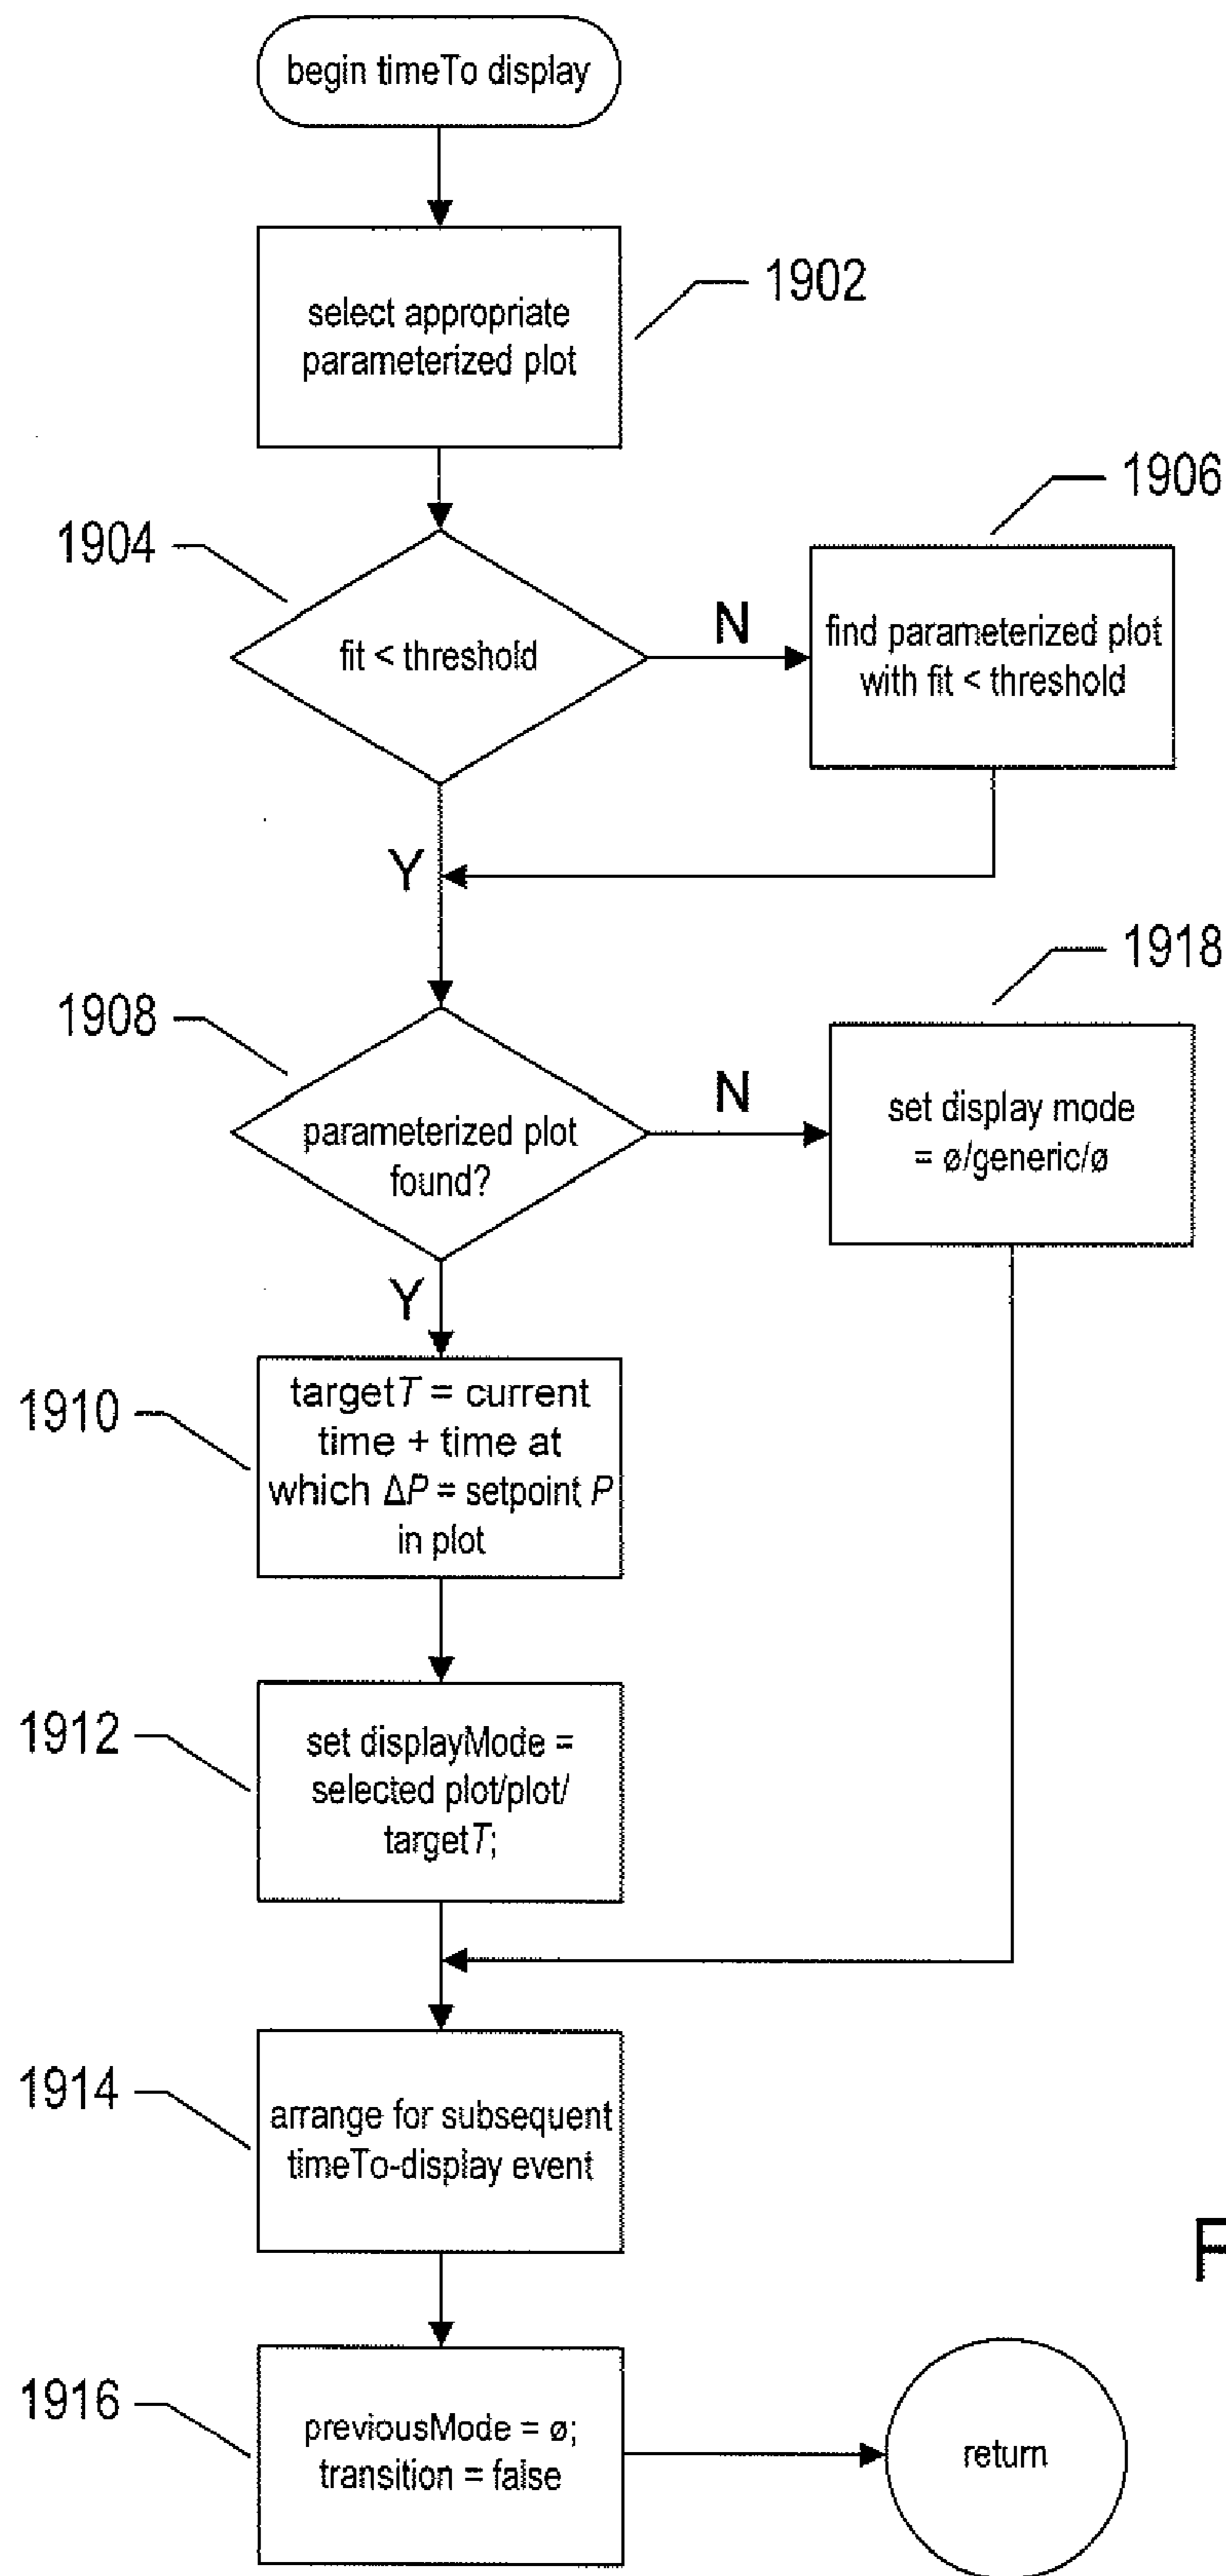 begin timeTo display
1902
select appropriate
parameterized plot
1906
1904
fit < threshold
N
find parameterized plot
with fit < threshold
Y
1918
1908
parameterized plot
found?
N
set display mode
= ø/generic/ø
Y
1910
targetT = current
time + time at
which ΔP = setpoint P
in plot
1912
set displayMode =
selected plot/plot/
targetT;
1914
arrange for subsequent
timeTo-display event
F
1916
previousMode = ø;
transition = false
return